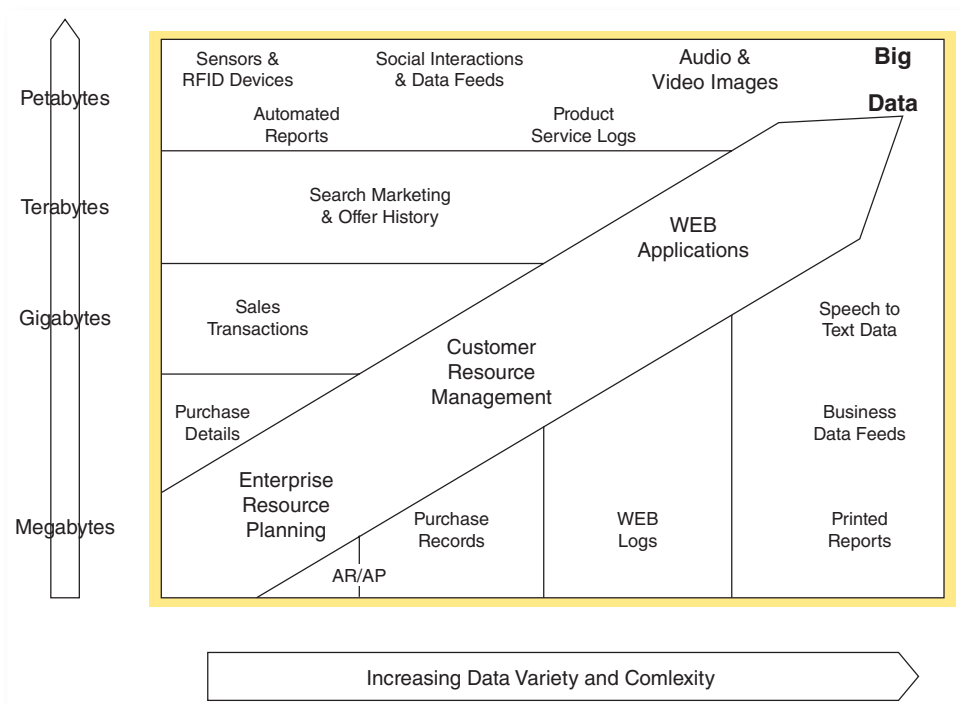 Petabytes
Terabytes
Gigabytes
Megabytes
Sensors &
RFID Devices
Social Interactions
& Data Feeds
Audio &
Video Images
Big
Data
Automated
Reports
Product
Service Logs
Search Marketing
& Offer History
WEB
Applications
Sales
Transactions
Customer
Resource
Management
Speech to
Text Data
Purchase
Details
Business
Data Feeds
Enterprise
Resource
Planning
AR/AP
Purchase
Records
WEB
Logs
Printed
Reports
Increasing Data Variety and Comlexity